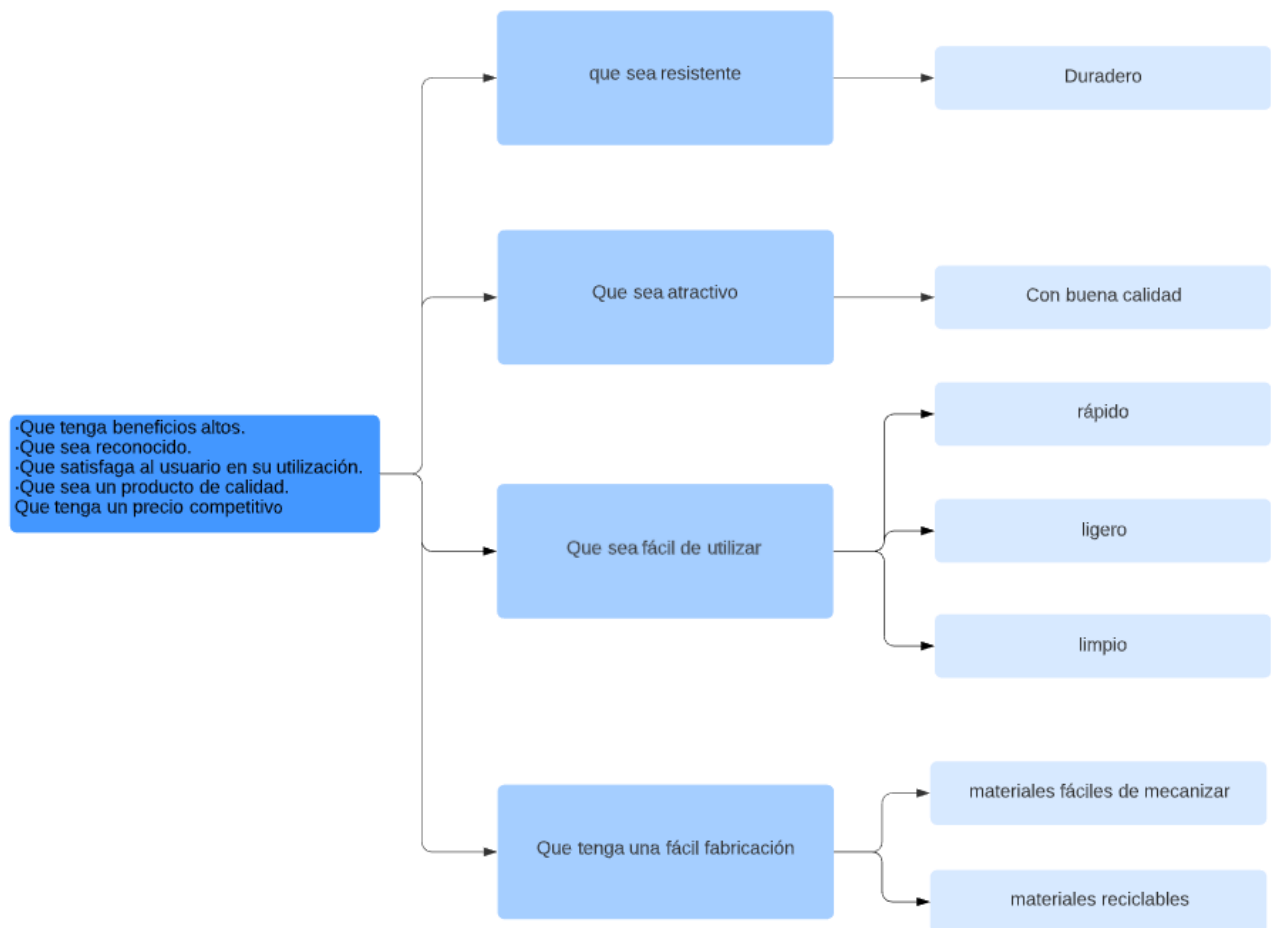 que sea resistente
Duradero
Que sea atractivo
Con buena calidad
·Que tenga beneficios altos.
·Que sea reconocido.
·Que satisfaga al usuario en su utilización.
·Que sea un producto de calidad.
Que tenga un precio competitivo
Que sea fácil de utilizar
rápido
ligero
limpio
Que tenga una fácil fabricación
materiales fáciles de mecanizar
materiales reciclables